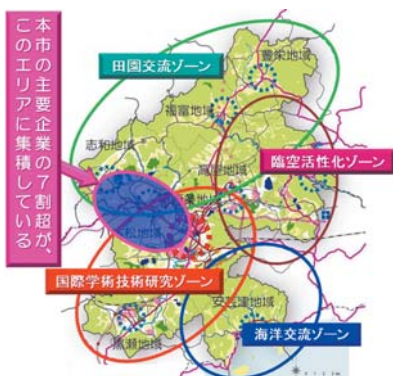 本市の主要企業の７割超が、
このエリアに集積している
田園交流ゾーン
豊栄地域
福富地域
志和地域
臨空活性化ゾーン
国際学術技術研究ゾーン
安芸津地域
海洋交流ゾーン
黒瀬地域